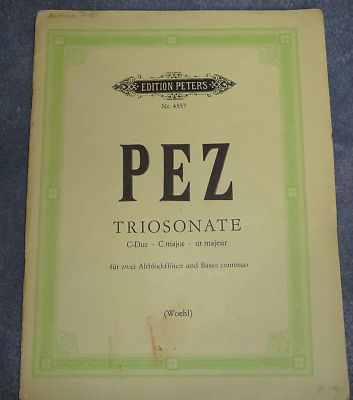 EDITION PETERS
Nr. 4557
PEZ
TRIOSONATE
C-Dur - C major - ut majeur
für zwei Altblockflöten und Basso continuo
(Woehl)